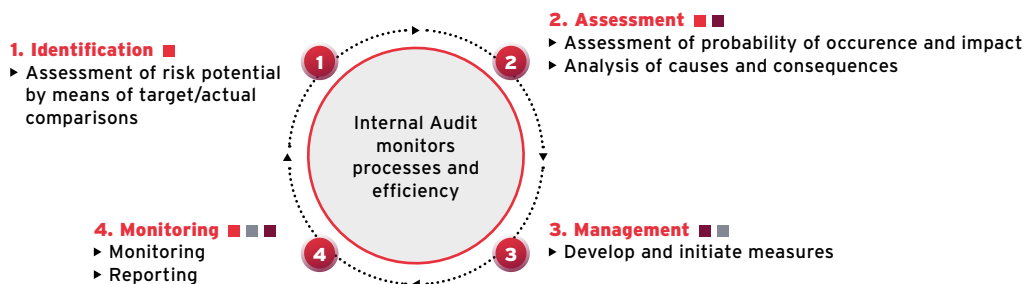 1. Identification
▸ Assessment of risk potential
by means of target/actual
comparisons
1
2. Assessment
▸ Assessment of probability of occurence and impact
▸ Analysis of causes and consequences
2
Internal Audit
monitors
processes and
efficiency
4. Monitoring
▸ Monitoring
▸ Reporting
4
3. Management
▸ Develop and initiate measures
3